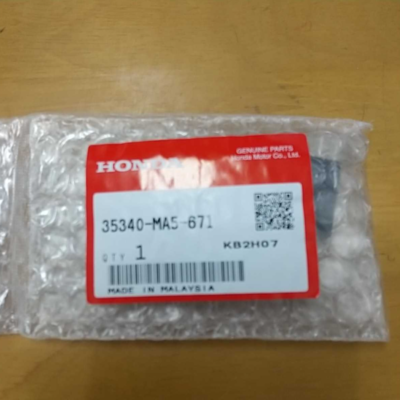 GENUINE PARTS
Honda Motor Co., Ltd.
HONDA
35340-MA5-671
QTY 1
KB2H07
MADE IN MALAYSIA